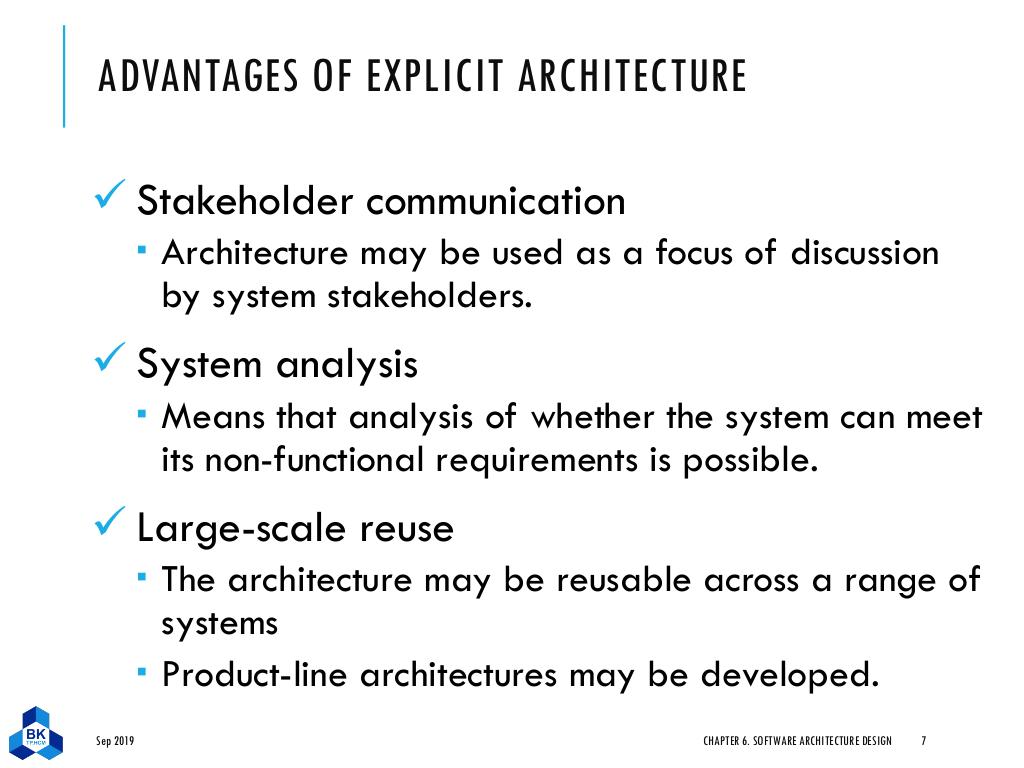 ADVANTAGES OF EXPLICIT ARCHITECTURE
Stakeholder communication
Architecture may be used as a focus of discussion
by system stakeholders.
System analysis
Means that analysis of whether the system can meet
its non-functional requirements is possible.
Large-scale reuse
The architecture may be reusable across a range of
systems
Product-line architectures may be developed.
BK
TP.HCM
Sep 2019
CHAPTER 6. SOFTWARE ARCHITECTURE DESIGN
7